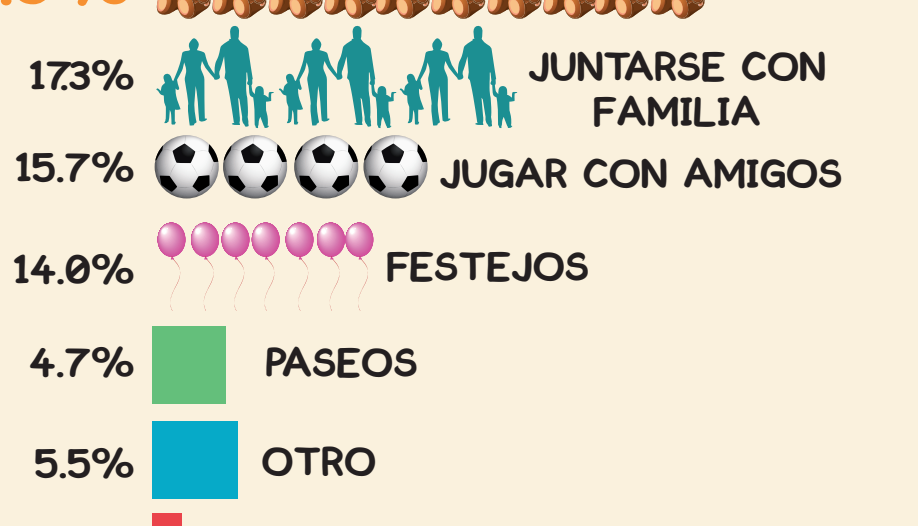 17.3%
JUNTARSE CON
FAMILIA
15.7%
JUGAR CON AMIGOS
14.0%
FESTEJOS
4.7%
PASEOS
5.5%
OTRO